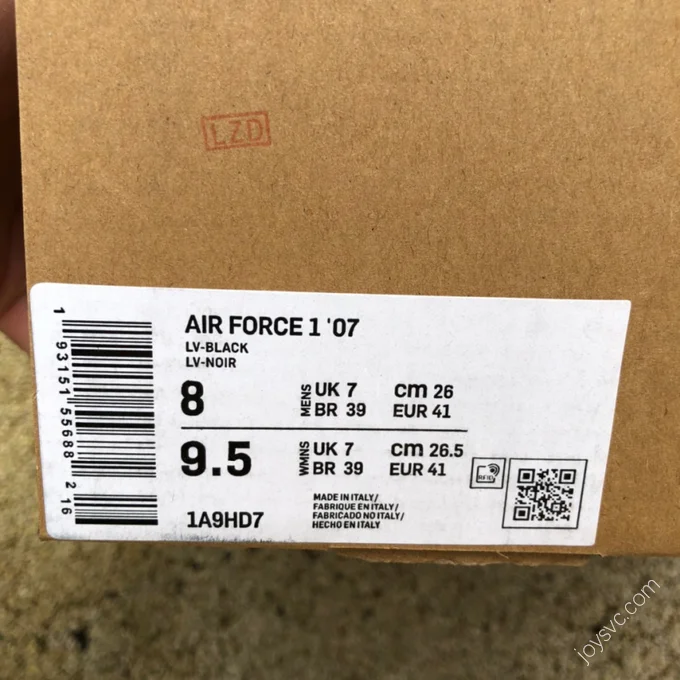 LZD
AIR FORCE 1 '07
LV-BLACK
LV-NOIR
8 MENS UK 7 cm 26
BR 39 EUR 41
9.5 WMNS UK 7 cm 26.5
BR 39 EUR 41
1A9HD7
MADE IN ITALY/
FABRIQUE EN ITALY/
FABRICADO NO ITALY/
HECHO EN ITALY
RFID
1 93151 55688 2 16
joysvc.com